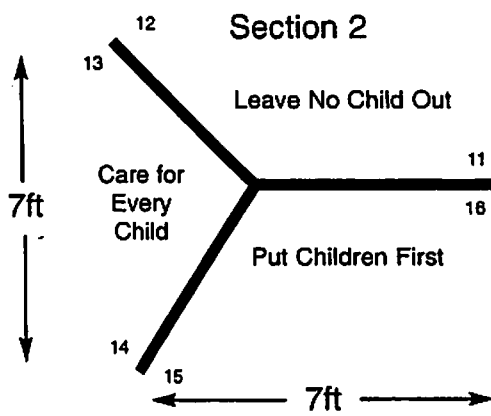 Section 2
12
13
Leave No Child Out
11
Care for
Every
Child
7ft
16
Put Children First
14
15
7ft